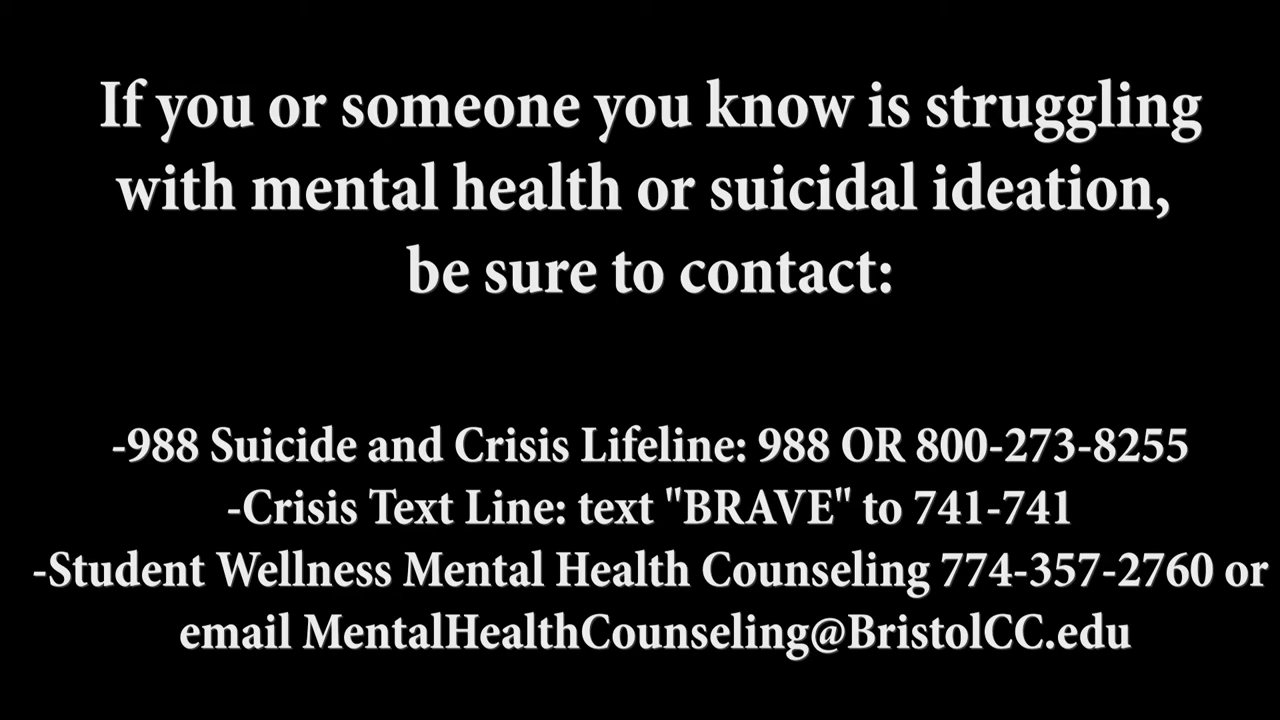 If you or someone you know is struggling
with mental health or suicidal ideation,
be sure to contact:
-988 Suicide and Crisis Lifeline: 988 OR 800-273-8255
-Crisis Text Line: text "BRAVE" to 741-741
-Student Wellness Mental Health Counseling 774-357-2760 or
email MentalHealthCounseling@BristolCC.edu